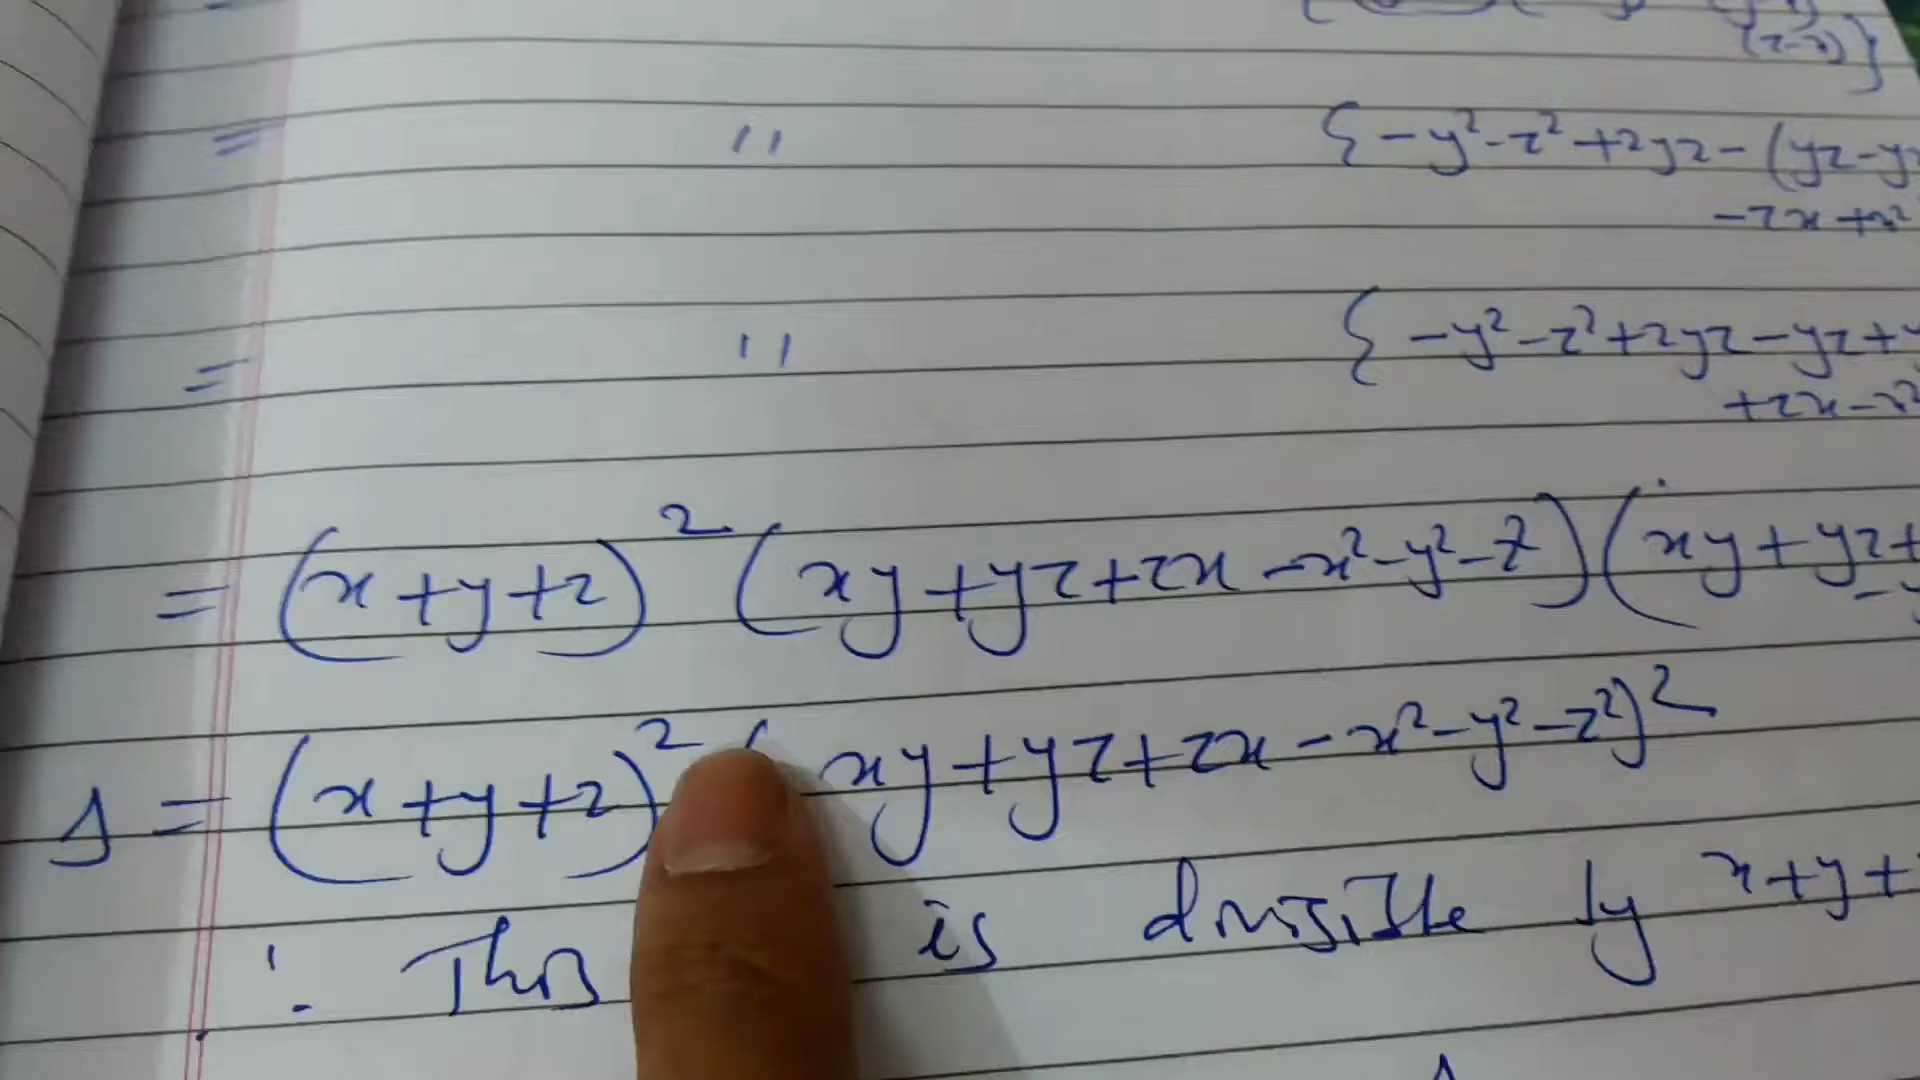 (z-x)}
= " {-y²-z²+2yz-(yz-y
-zx+x²
= " {-y²-z²+2yz-yz+
+zx-x²
= (x+y+z)² (xy+yz+zx-x²-y²-z)(xy+yz+
Δ = (x+y+z)² ( xy+yz+zx-x²-y²-z²)²
∴ This is divisible by x+y+